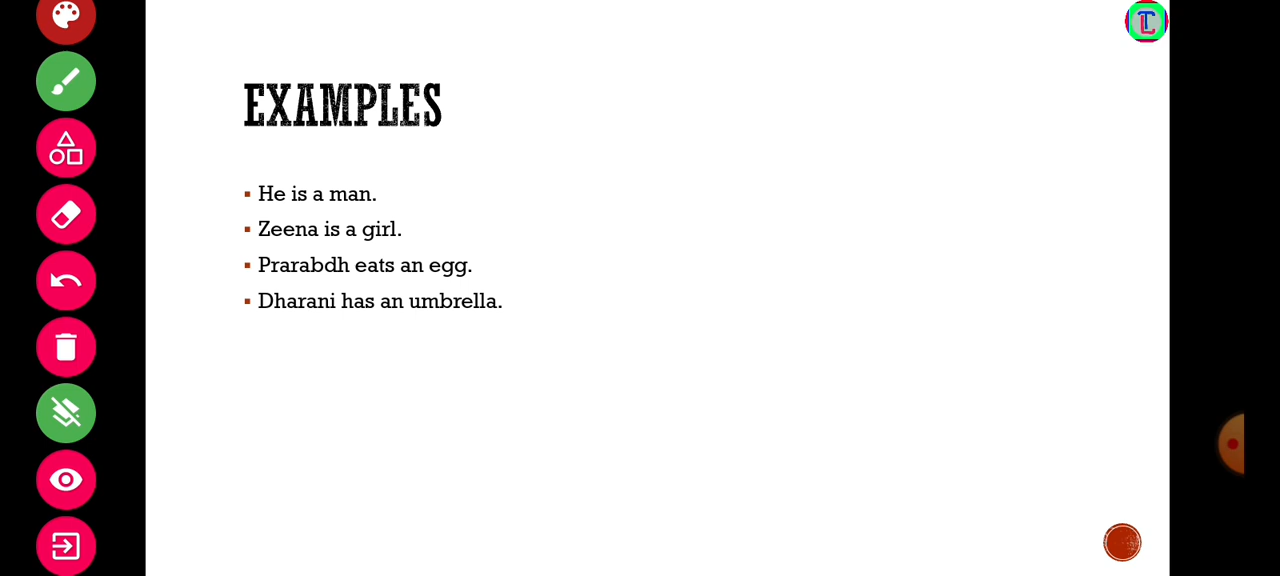 EXAMPLES
He is a man.
Zeena is a girl.
Prarabdh eats an egg.
Dharani has an umbrella.